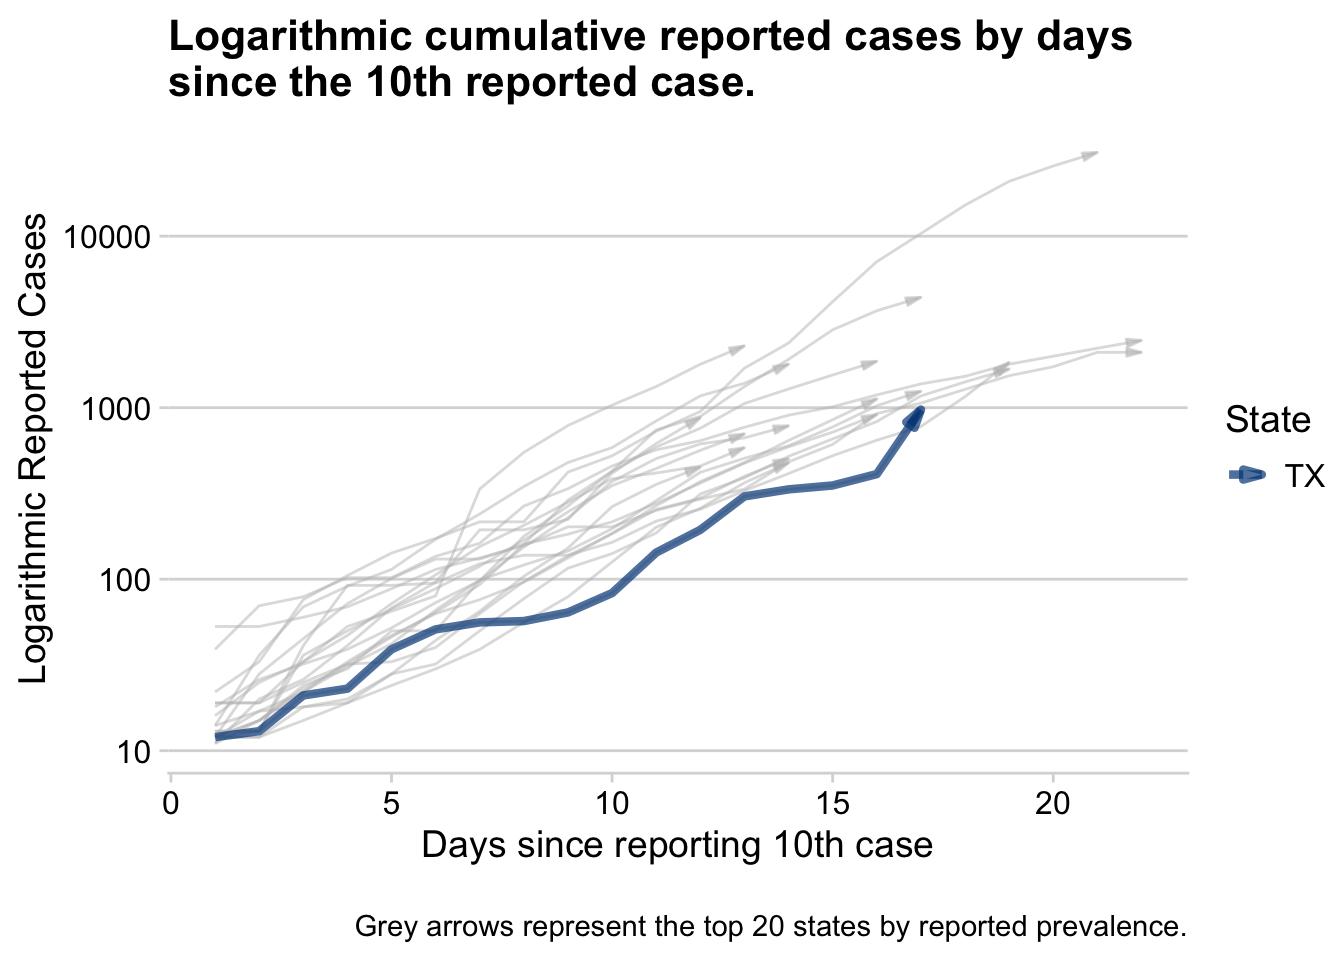 Logarithmic cumulative reported cases by days
since the 10th reported case.
Logarithmic Reported Cases
10000
1000
100
10
0 5 10 15 20
Days since reporting 10th case
State
TX
Grey arrows represent the top 20 states by reported prevalence.